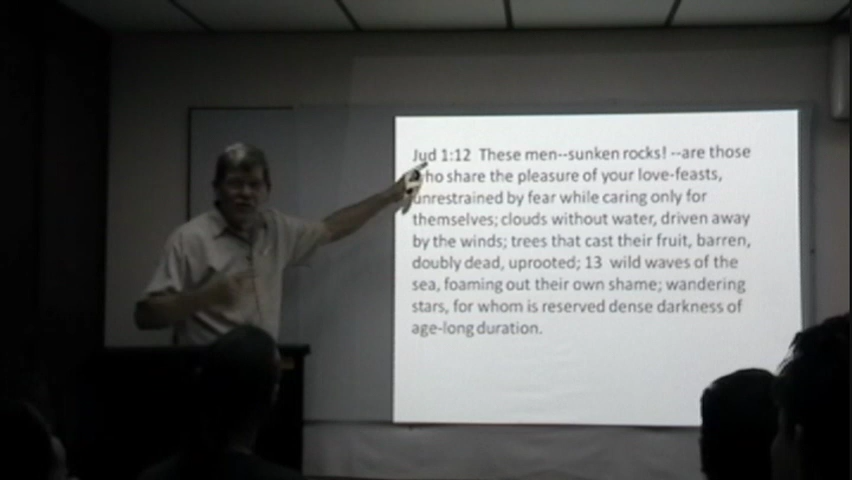 Jud 1:12 These men--sunken rocks! --are those
who share the pleasure of your love-feasts,
unrestrained by fear while caring only for
themselves; clouds without water, driven away
by the winds; trees that cast their fruit, barren,
doubly dead, uprooted; 13 wild waves of the
sea, foaming out their own shame; wandering
stars, for whom is reserved dense darkness of
age-long duration.